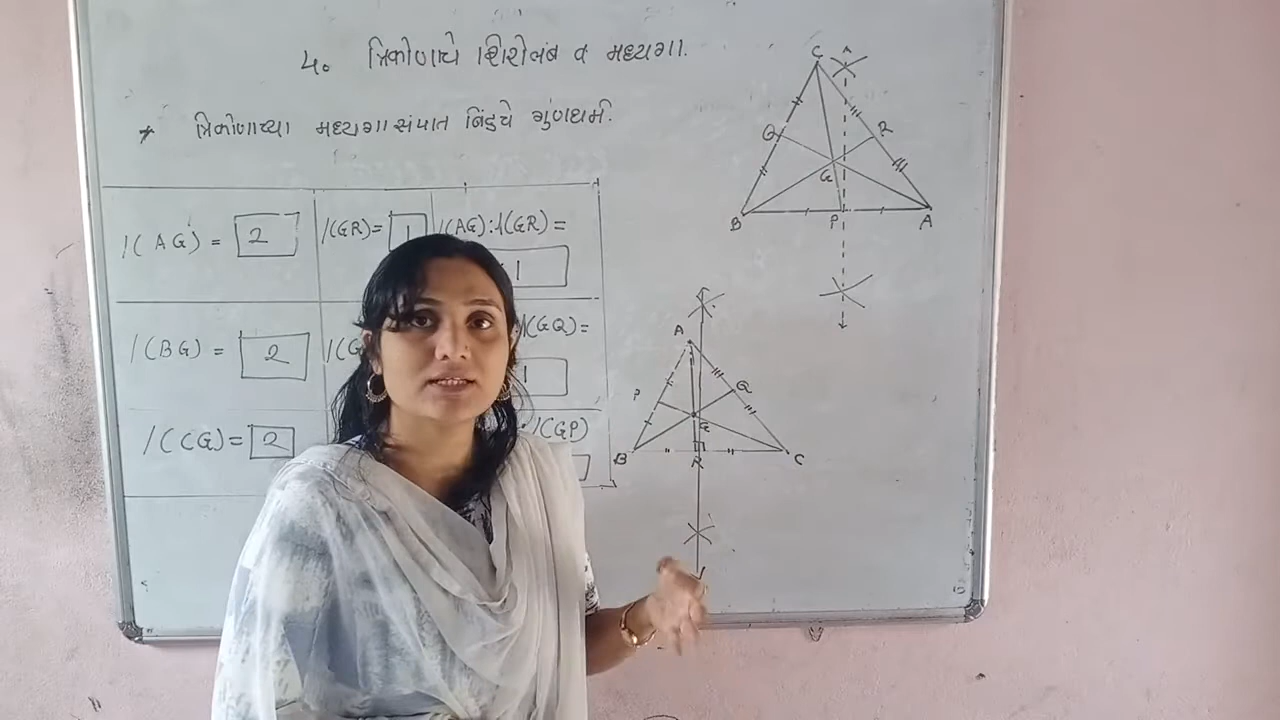 ४. त्रिकोणाचे शिरोलंब व मध्यगा.
* त्रिकोणाच्या मध्यगा संपात बिंदुचे गुणधर्म.
l(AG) = 2 l(GR) = 1 l(AG):l(GR) =
1
l(BG) = 2 l(G l(GQ) =
1
l(CG) = 2 l(GP)
C
Q R
G
B P A
A
P Q
G
B R C